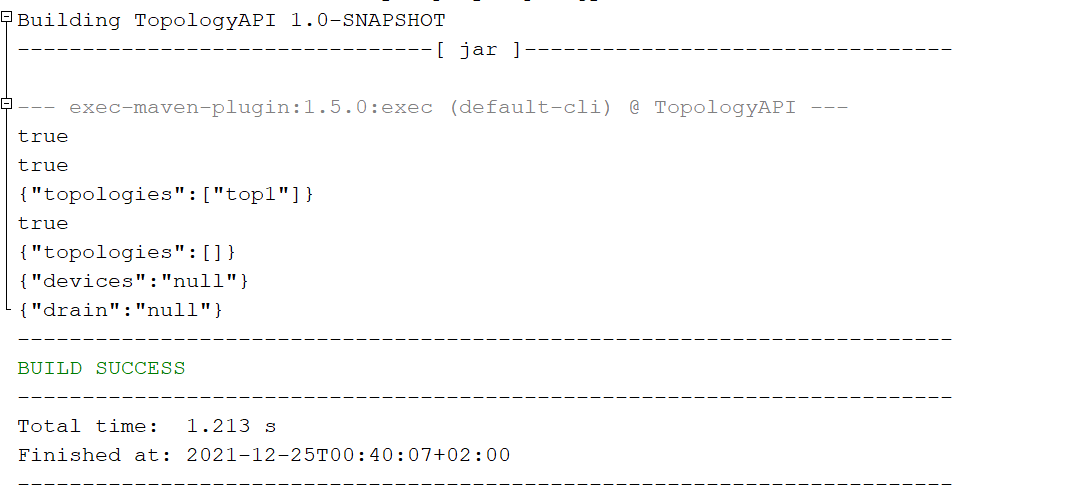 Building TopologyAPI 1.0-SNAPSHOT
--------------------------------[ jar ]---------------------------------
--- exec-maven-plugin:1.5.0:exec (default-cli) @ TopologyAPI ---
true
true
{"topologies":["top1"]}
true
{"topologies":[]}
{"devices":"null"}
{"drain":"null"}
------------------------------------------------------------------------
BUILD SUCCESS
------------------------------------------------------------------------
Total time:  1.213 s
Finished at: 2021-12-25T00:40:07+02:00
------------------------------------------------------------------------